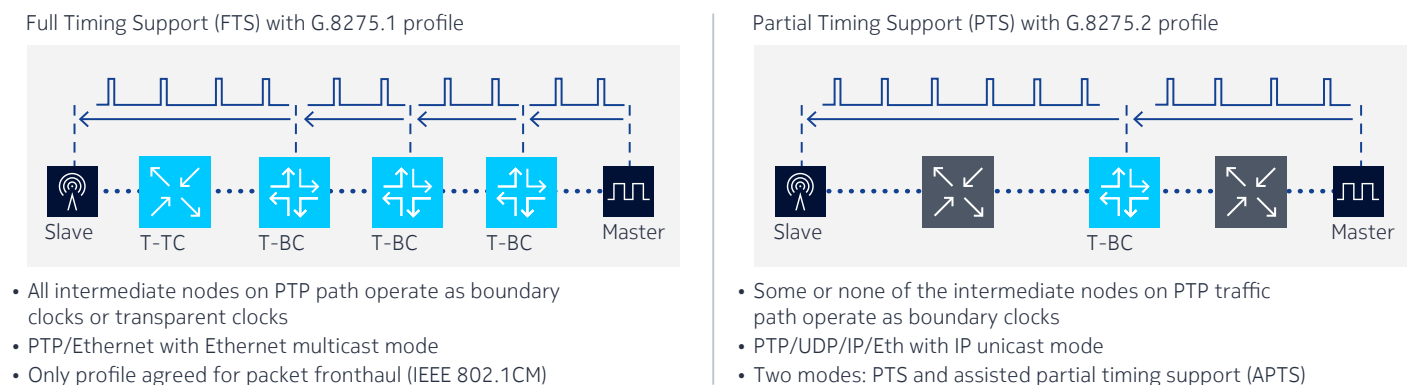 Full Timing Support (FTS) with G.8275.1 profile
Slave
T-TC
T-BC
T-BC
T-BC
Master
• All intermediate nodes on PTP path operate as boundary
clocks or transparent clocks
• PTP/Ethernet with Ethernet multicast mode
• Only profile agreed for packet fronthaul (IEEE 802.1CM)
Partial Timing Support (PTS) with G.8275.2 profile
Slave
T-BC
Master
• Some or none of the intermediate nodes on PTP traffic
path operate as boundary clocks
• PTP/UDP/IP/Eth with IP unicast mode
• Two modes: PTS and assisted partial timing support (APTS)